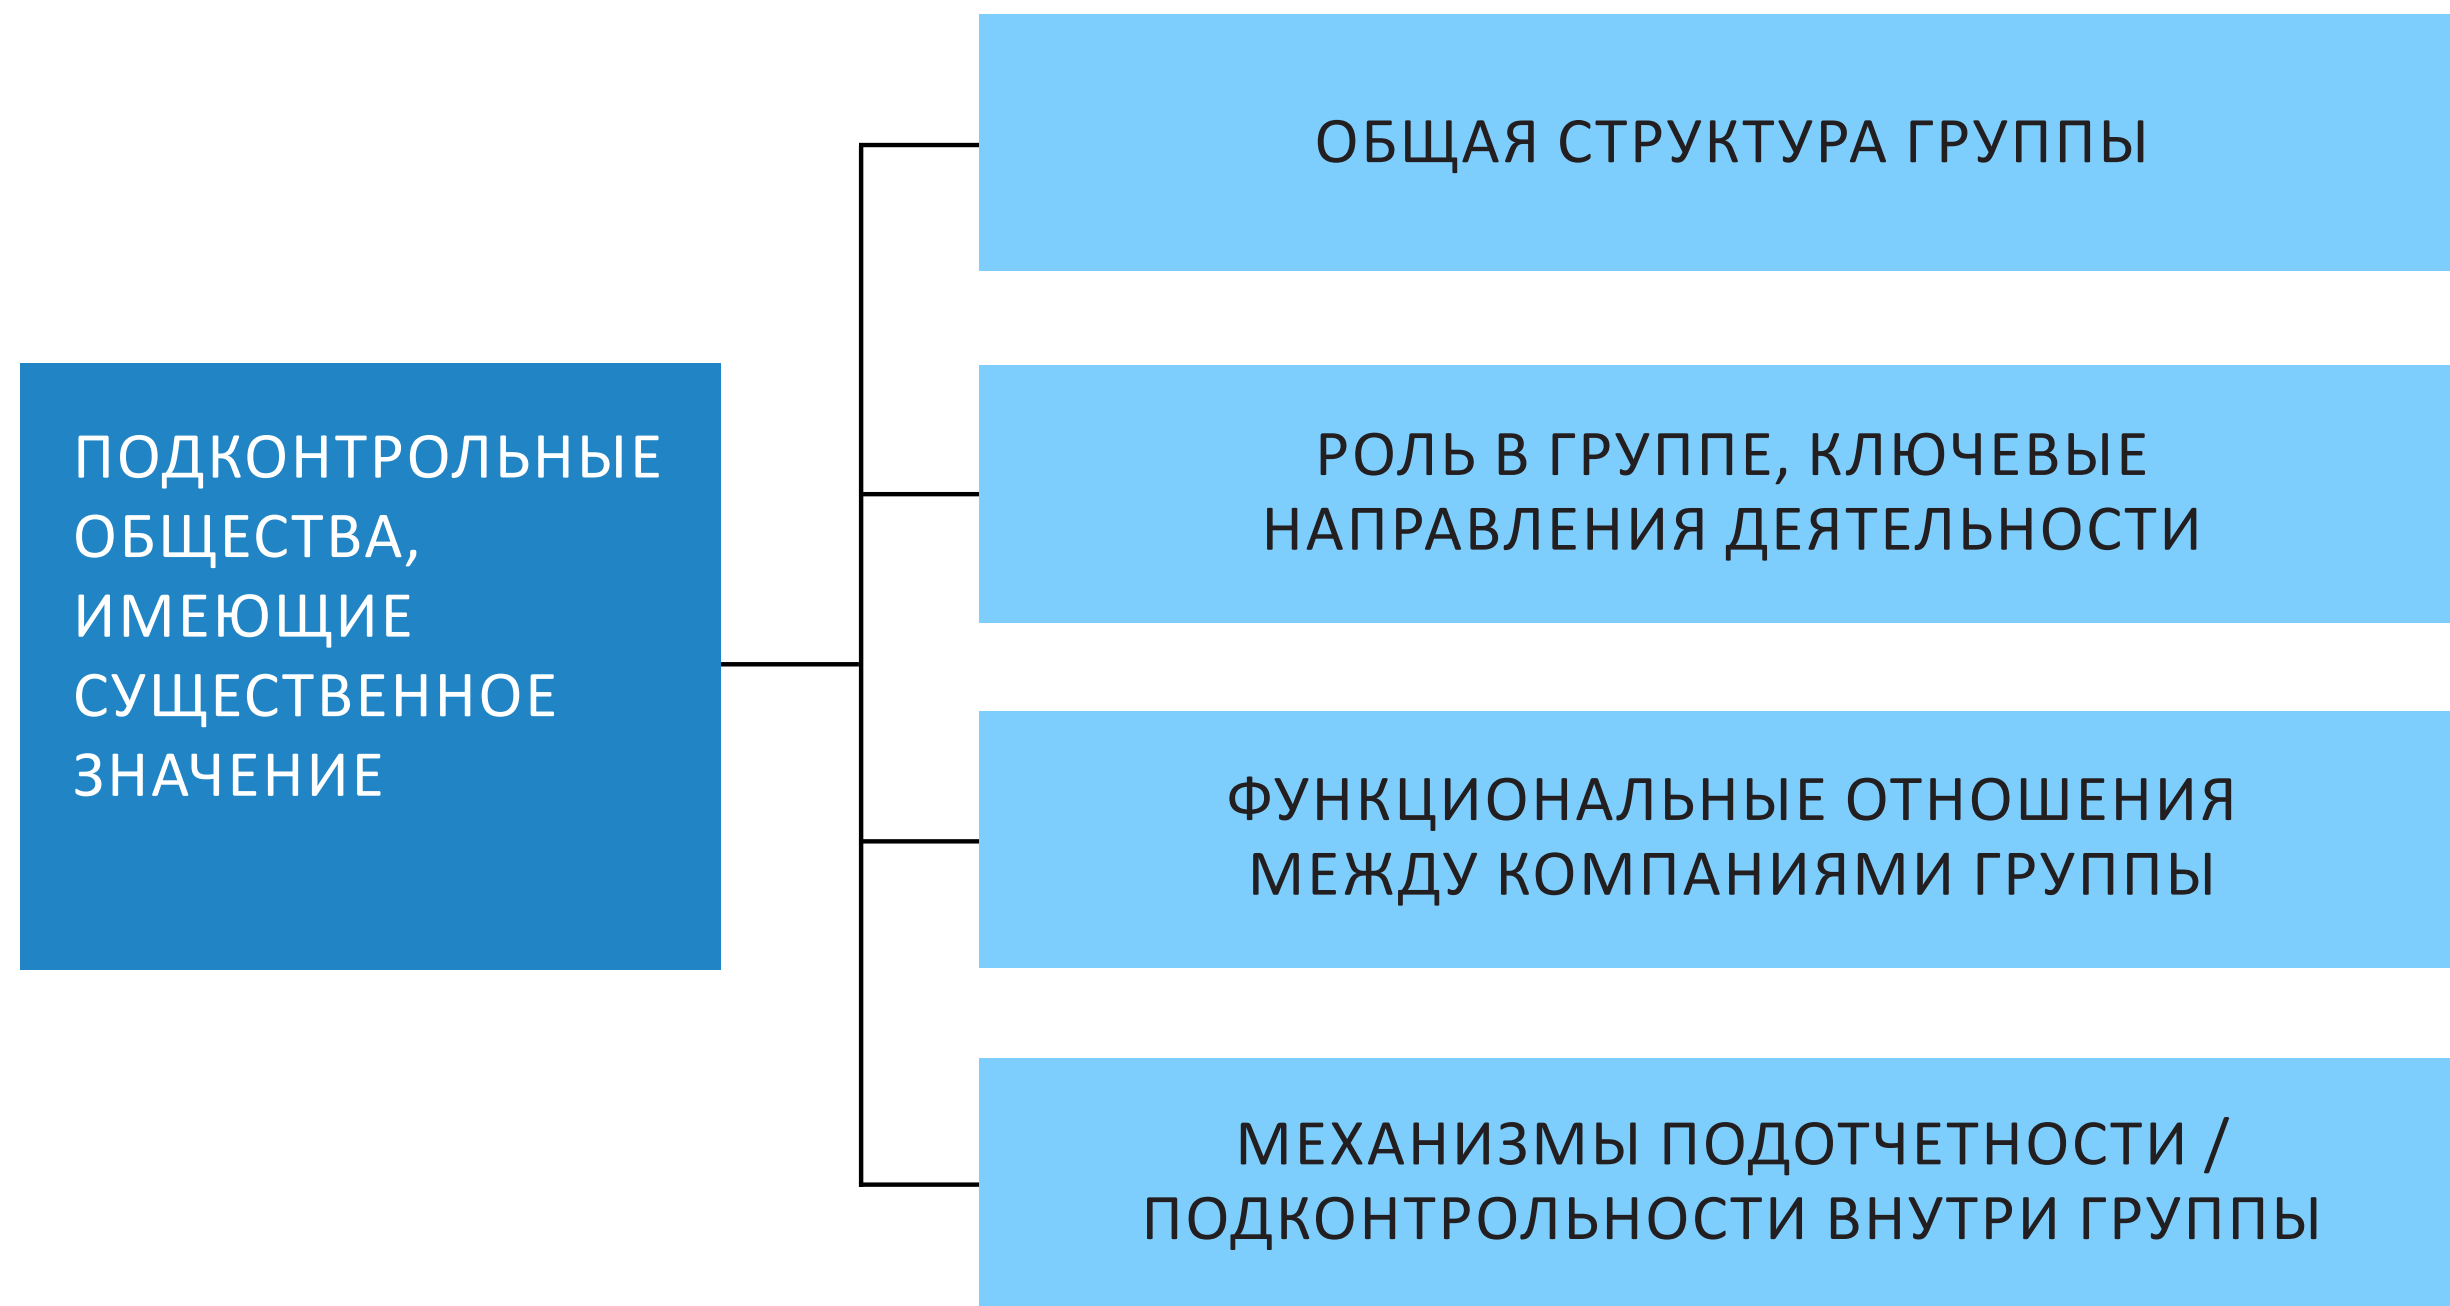 ПОДКОНТРОЛЬНЫЕ
ОБЩЕСТВА,
ИМЕЮЩИЕ
СУЩЕСТВЕННОЕ
ЗНАЧЕНИЕ
ОБЩАЯ СТРУКТУРА ГРУППЫ
РОЛЬ В ГРУППЕ, КЛЮЧЕВЫЕ
НАПРАВЛЕНИЯ ДЕЯТЕЛЬНОСТИ
ФУНКЦИОНАЛЬНЫЕ ОТНОШЕНИЯ
МЕЖДУ КОМПАНИЯМИ ГРУППЫ
МЕХАНИЗМЫ ПОДОТЧЕТНОСТИ /
ПОДКОНТРОЛЬНОСТИ ВНУТРИ ГРУППЫ